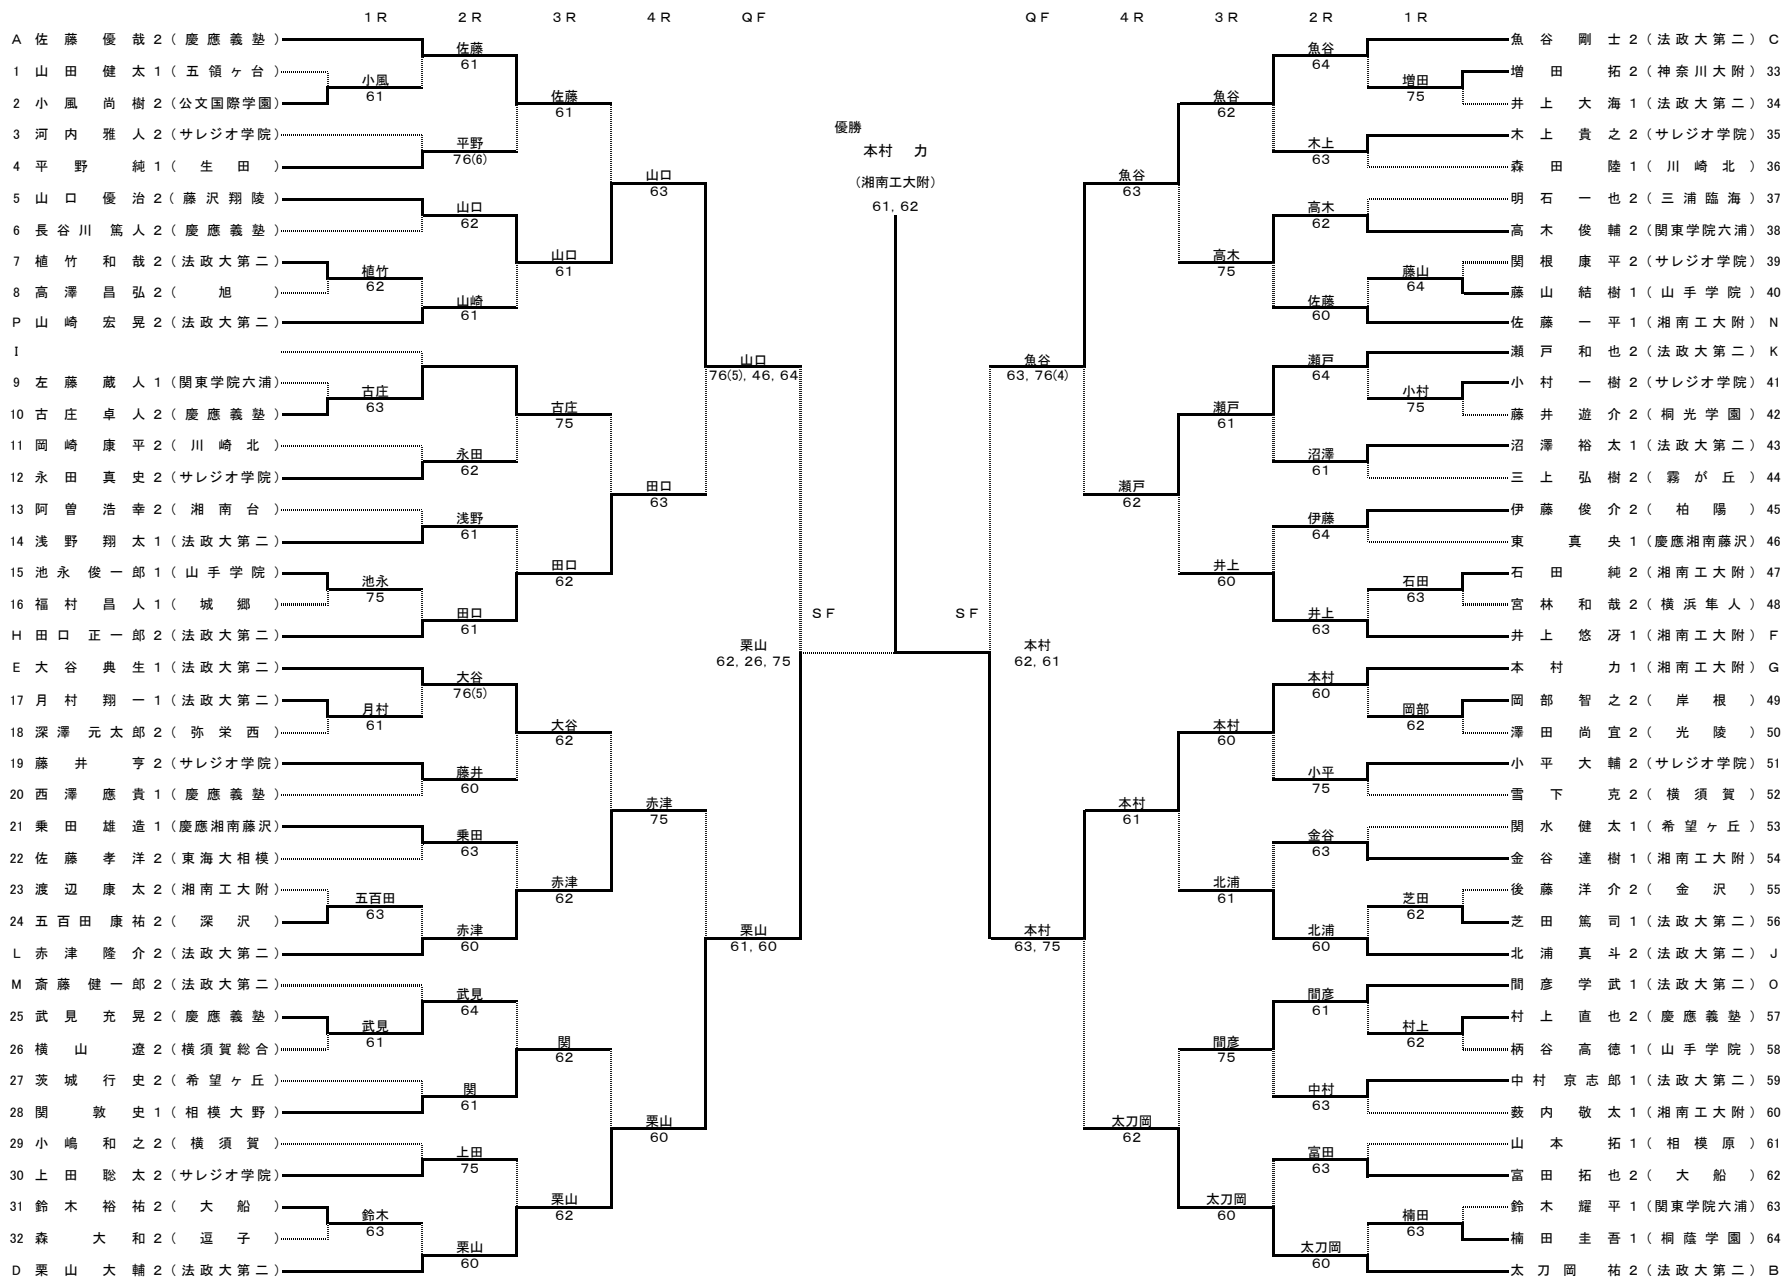 1R 2R 3R 4R QF QF 4R 3R 2R 1R
A 佐藤優哉 2 (慶應義塾)
1 山田健太 1 (五領ヶ台)
2 小風尚樹 2 (公文国際学園)
3 河内雅人 2 (サレジオ学院)
4 平野純 1 (生田)
5 山口優治 2 (藤沢翔陵)
6 長谷川篤人 2 (慶應義塾)
7 植竹和哉 2 (法政大第二)
8 高澤昌弘 2 (旭)
P 山崎宏晃 2 (法政大第二)
I
9 左藤蔵人 1 (関東学院六浦)
10 古庄卓人 2 (慶應義塾)
11 岡崎康平 2 (川崎北)
12 永田真史 2 (サレジオ学院)
13 阿曽浩幸 2 (湘南台)
14 浅野翔太 1 (法政大第二)
15 池永俊一郎 1 (山手学院)
16 福村昌人 1 (城郷)
H 田口正一郎 2 (法政大第二)
E 大谷典生 1 (法政大第二)
17 月村翔一 1 (法政大第二)
18 深澤元太郎 2 (弥栄西)
19 藤井亨 2 (サレジオ学院)
20 西澤應貴 1 (慶應義塾)
21 乗田雄造 1 (慶應湘南藤沢)
22 佐藤孝洋 2 (東海大相模)
23 渡辺康太 2 (湘南工大附)
24 五百田康祐 2 (深沢)
L 赤津隆介 2 (法政大第二)
M 斎藤健一郎 2 (法政大第二)
25 武見充晃 2 (慶應義塾)
26 横山遼 2 (横須賀総合)
27 茨城行史 2 (希望ヶ丘)
28 関敦史 1 (相模大野)
29 小嶋和之 2 (横須賀)
30 上田聡太 2 (サレジオ学院)
31 鈴木裕祐 2 (大船)
32 森大和 2 (逗子)
D 栗山大輔 2 (法政大第二)
小風
61
植竹
62
古庄
63
池永
75
月村
61
五百田
63
武見
61
鈴木
63
佐藤
61
平野
76(6)
山口
62
山崎
61
永田
62
浅野
61
田口
61
大谷
76(5)
藤井
60
乗田
63
赤津
60
武見
64
関
61
上田
75
栗山
60
佐藤
61
山口
61
古庄
75
田口
62
大谷
62
赤津
62
関
62
栗山
62
山口
63
田口
63
赤津
75
栗山
60
山口
76(5), 46, 64
栗山
61, 60
SF
栗山
62, 26, 75
優勝
本村 力
(湘南工大附)
61, 62
SF
本村
62, 61
魚谷
63, 76(4)
本村
63, 75
魚谷
63
瀬戸
62
本村
61
太刀岡
62
魚谷
62
高木
75
瀬戸
61
井上
60
本村
60
北浦
61
間彦
75
太刀岡
60
魚谷
64
木上
63
高木
62
佐藤
60
瀬戸
64
沼澤
61
伊藤
64
井上
63
本村
60
小平
75
金谷
63
北浦
60
間彦
61
中村
63
富田
63
太刀岡
60
増田
75
藤山
64
小村
75
石田
63
岡部
62
芝田
62
村上
62
楠田
63
魚谷剛士 2 (法政大第二) C
増田拓 2 (神奈川大附) 33
井上大海 1 (法政大第二) 34
木上貴之 2 (サレジオ学院) 35
森田陸 1 (川崎北) 36
明石一也 2 (三浦臨海) 37
高木俊輔 2 (関東学院六浦) 38
関根康平 2 (サレジオ学院) 39
藤山結樹 1 (山手学院) 40
佐藤一平 1 (湘南工大附) N
瀬戸和也 2 (法政大第二) K
小村一樹 2 (サレジオ学院) 41
藤井遊介 2 (桐光学園) 42
沼澤裕太 1 (法政大第二) 43
三上弘樹 2 (霧が丘) 44
伊藤俊介 2 (柏陽) 45
東真央 1 (慶應湘南藤沢) 46
石田純 2 (湘南工大附) 47
宮林和哉 2 (横浜隼人) 48
井上悠冴 1 (湘南工大附) F
本村力 1 (湘南工大附) G
岡部智之 2 (岸根) 49
澤田尚宜 2 (光陵) 50
小平大輔 2 (サレジオ学院) 51
雪下克 2 (横須賀) 52
関水健太 1 (希望ヶ丘) 53
金谷達樹 1 (湘南工大附) 54
後藤洋介 2 (金沢) 55
芝田篤司 1 (法政大第二) 56
北浦真斗 2 (法政大第二) J
間彦学武 1 (法政大第二) O
村上直也 2 (慶應義塾) 57
柄谷高徳 1 (山手学院) 58
中村京志郎 1 (法政大第二) 59
薮内敬太 1 (湘南工大附) 60
山本拓 1 (相模原) 61
富田拓也 2 (大船) 62
鈴木耀平 1 (関東学院六浦) 63
楠田圭吾 1 (桐蔭学園) 64
太刀岡祐 2 (法政大第二) B